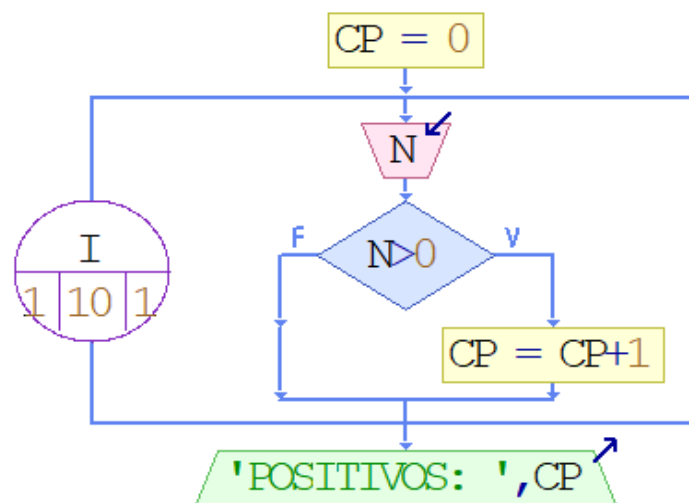 CP = 0
N
F
N>0
V
I
1 10 1
CP = CP+1
'POSITIVOS: ',CP